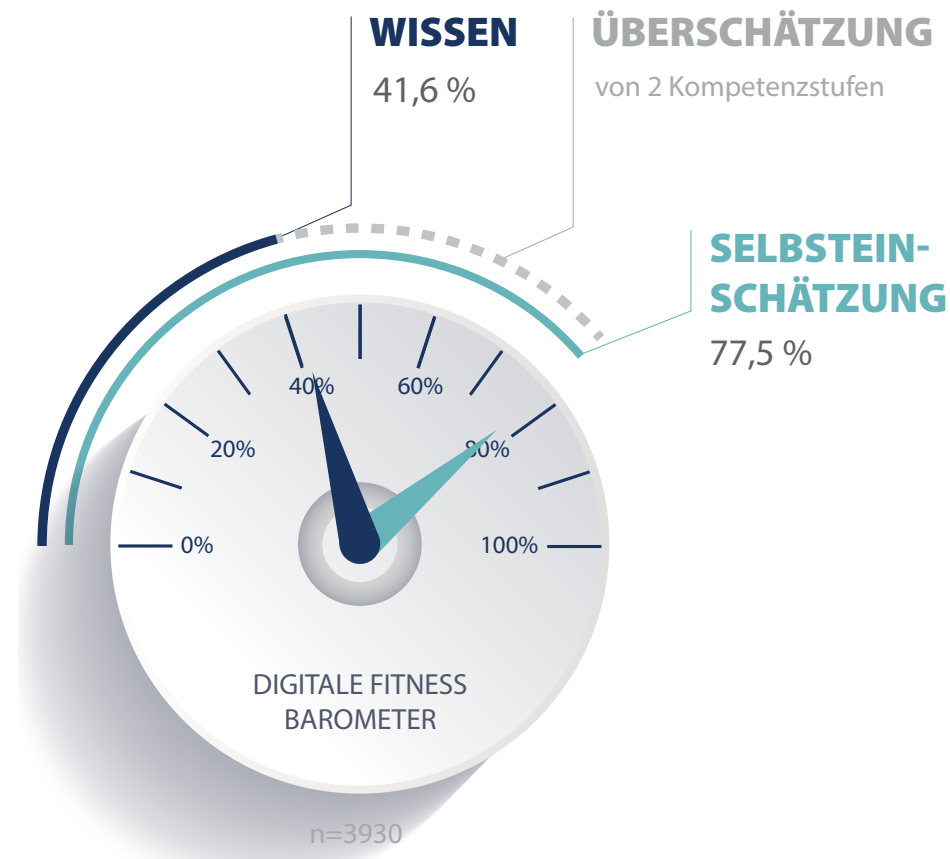 WISSEN
41,6 %
ÜBERSCHÄTZUNG
von 2 Kompetenzstufen
SELBSTEIN-
SCHÄTZUNG
77,5 %
40%
60%
20%
80%
0%
100%
DIGITALE FITNESS
BAROMETER
n=3930